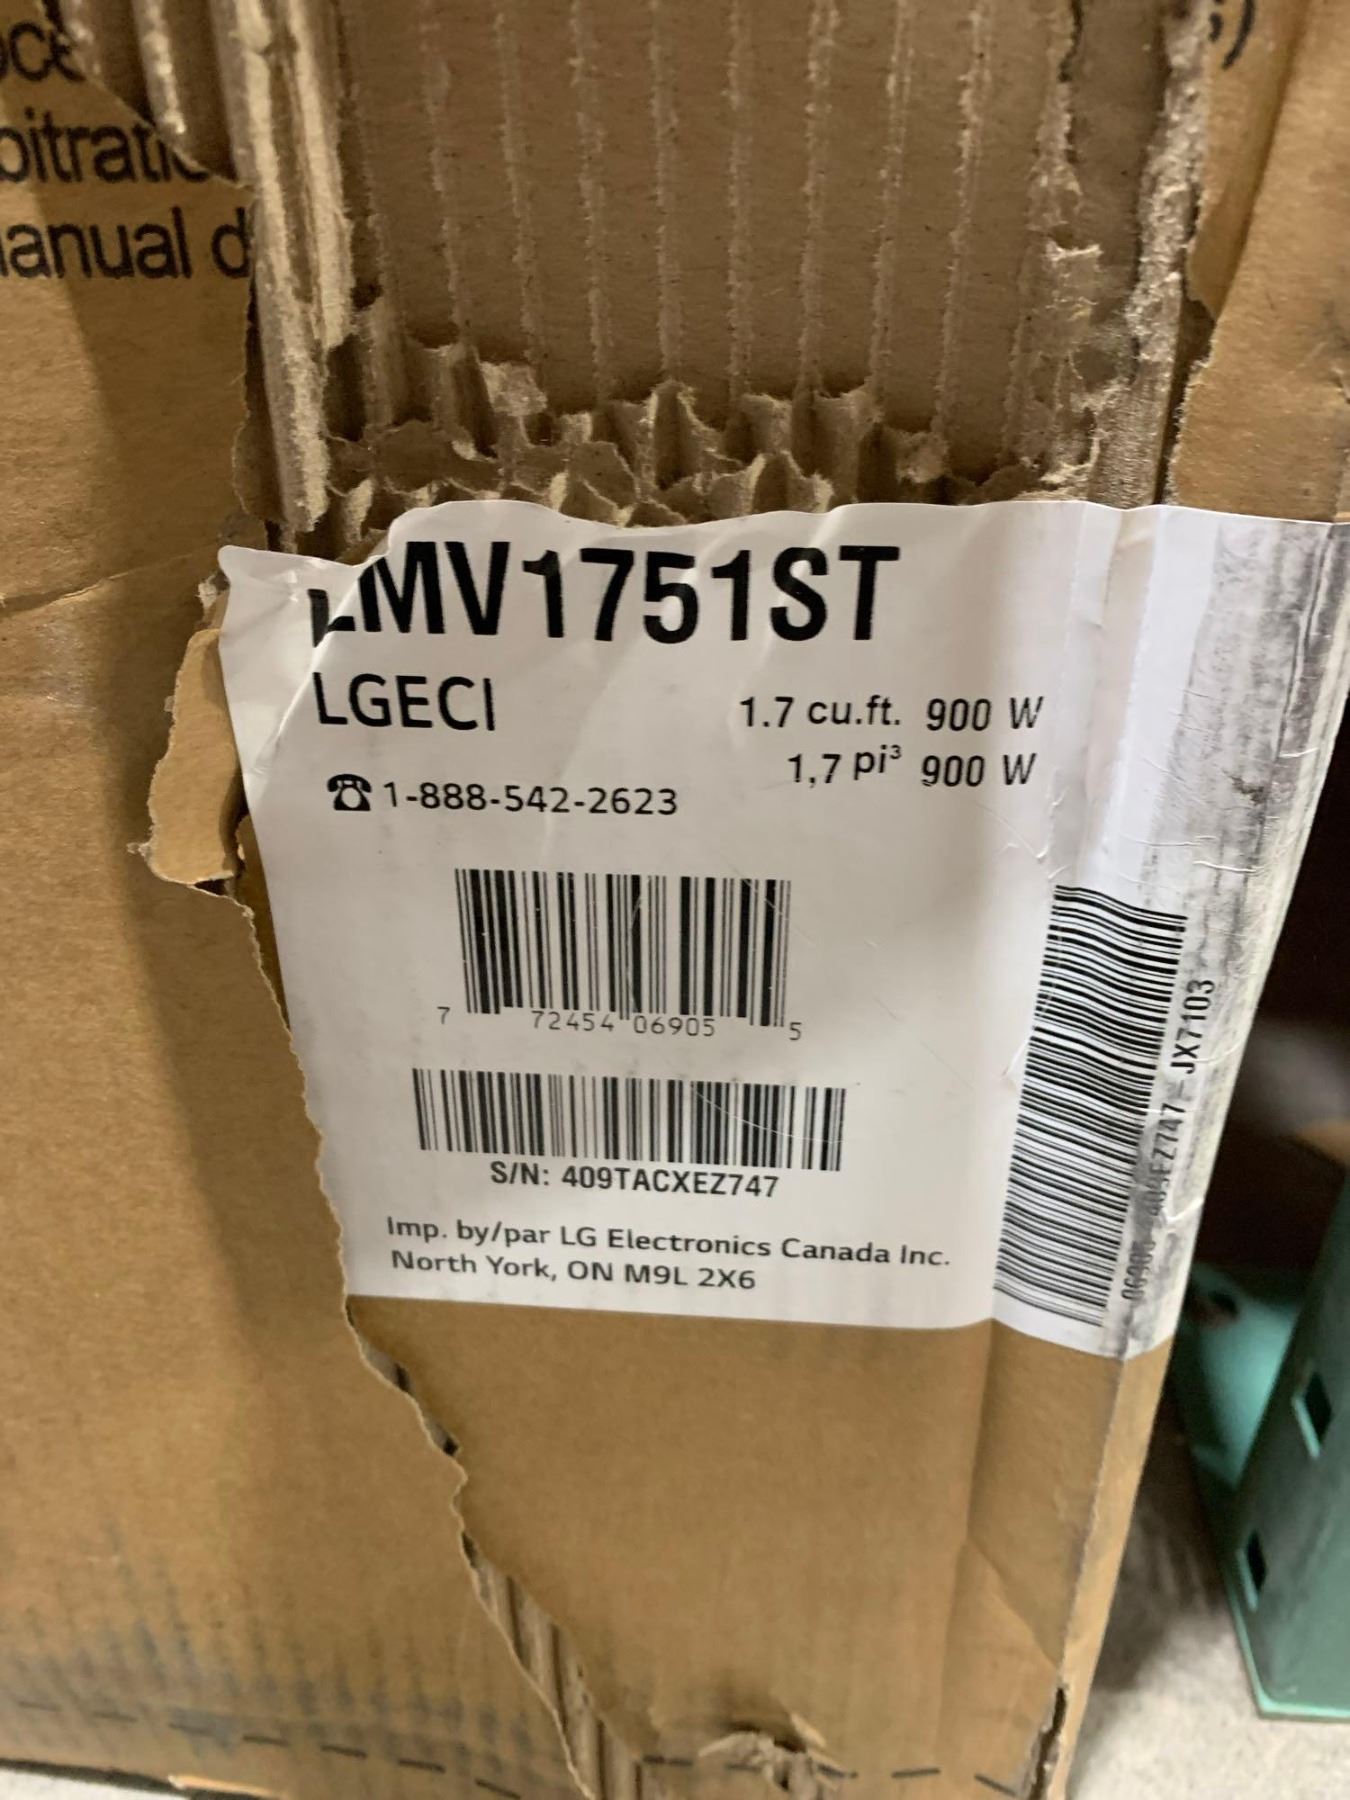 anual d
LMV1751ST
LGECI
1.7 cu.ft. 900 W
1,7 pi³ 900 W
☎ 1-888-542-2623
7 72454 06905 5
S/N: 409TACXEZ747
Imp. by/par LG Electronics Canada Inc.
North York, ON M9L 2X6
JX7103